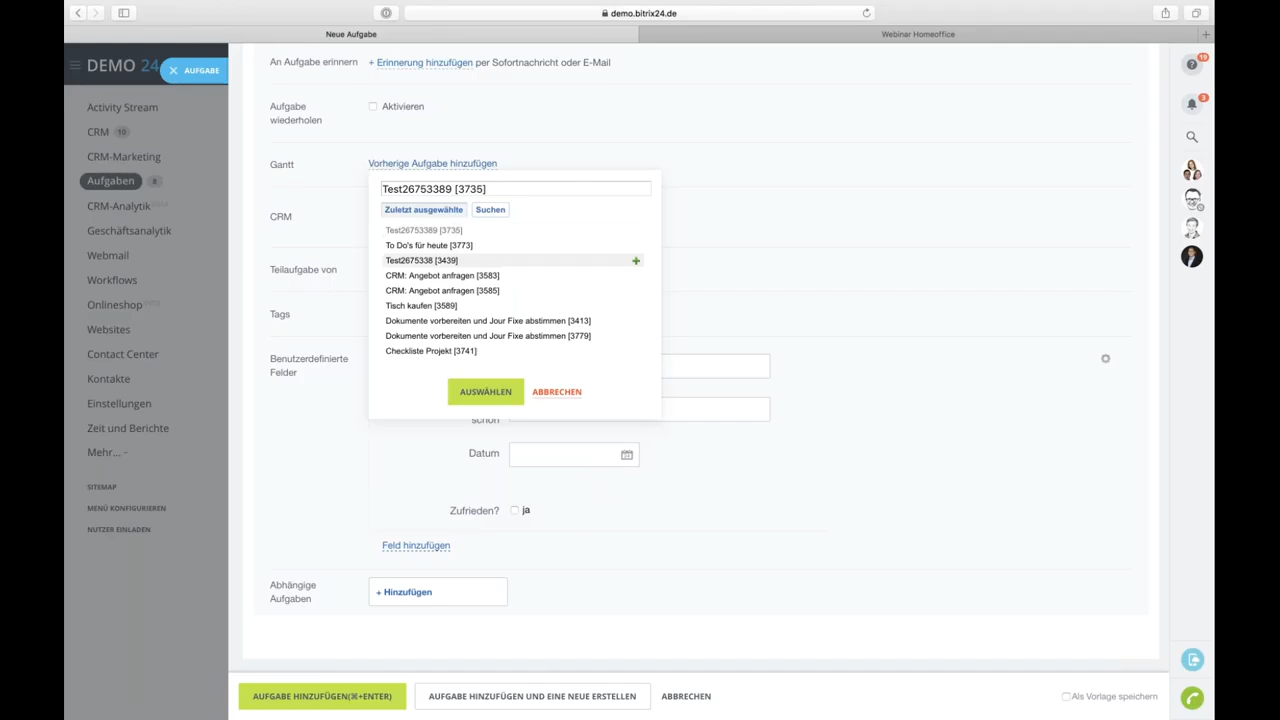 demo.bitrix24.de
Neue Aufgabe
Webinar Homeoffice
DEMO 24
AUFGABE
Activity Stream
CRM 10
CRM-Marketing
Aufgaben 8
CRM-Analytik beta
Geschäftsanalytik
Webmail
Workflows
Onlineshop beta
Websites
Contact Center
Kontakte
Einstellungen
Zeit und Berichte
Mehr... -
SITEMAP
MENÜ KONFIGURIEREN
NUTZER EINLADEN
An Aufgabe erinnern
+ Erinnerung hinzufügen per Sofortnachricht oder E-Mail
Aufgabe
wiederholen
Aktivieren
Gantt
Vorherige Aufgabe hinzufügen
Test26753389 [3735]
Zuletzt ausgewählte
Suchen
Test26753389 [3735]
To Do's für heute [3773]
Test2675338 [3439]
CRM: Angebot anfragen [3583]
CRM: Angebot anfragen [3585]
Tisch kaufen [3589]
Dokumente vorbereiten und Jour Fixe abstimmen [3413]
Dokumente vorbereiten und Jour Fixe abstimmen [3779]
Checkliste Projekt [3741]
AUSWÄHLEN
ABBRECHEN
CRM
Teilaufgabe von
Tags
Benutzerdefinierte
Felder
schon
Datum
Zufrieden?
ja
Feld hinzufügen
Abhängige
Aufgaben
+ Hinzufügen
AUFGABE HINZUFÜGEN(⌘+ENTER)
AUFGABE HINZUFÜGEN UND EINE NEUE ERSTELLEN
ABBRECHEN
Als Vorlage speichern
19
3